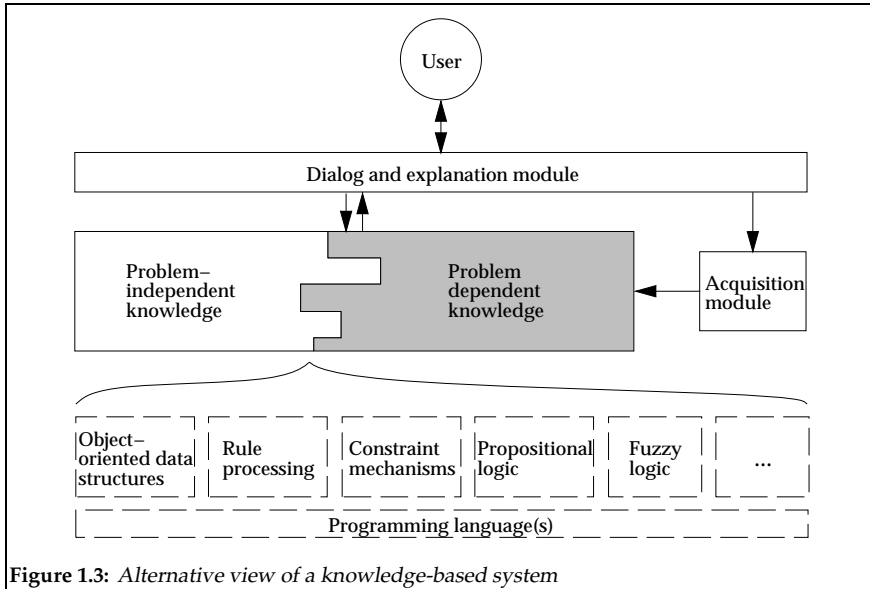 User
Dialog and explanation module
Problem–
independent
knowledge
Problem
dependent
knowledge
Acquisition
module
Object–
oriented data
structures
Rule
processing
Constraint
mechanisms
Propositional
logic
Fuzzy
logic
...
Programming language(s)
Figure 1.3: Alternative view of a knowledge-based system